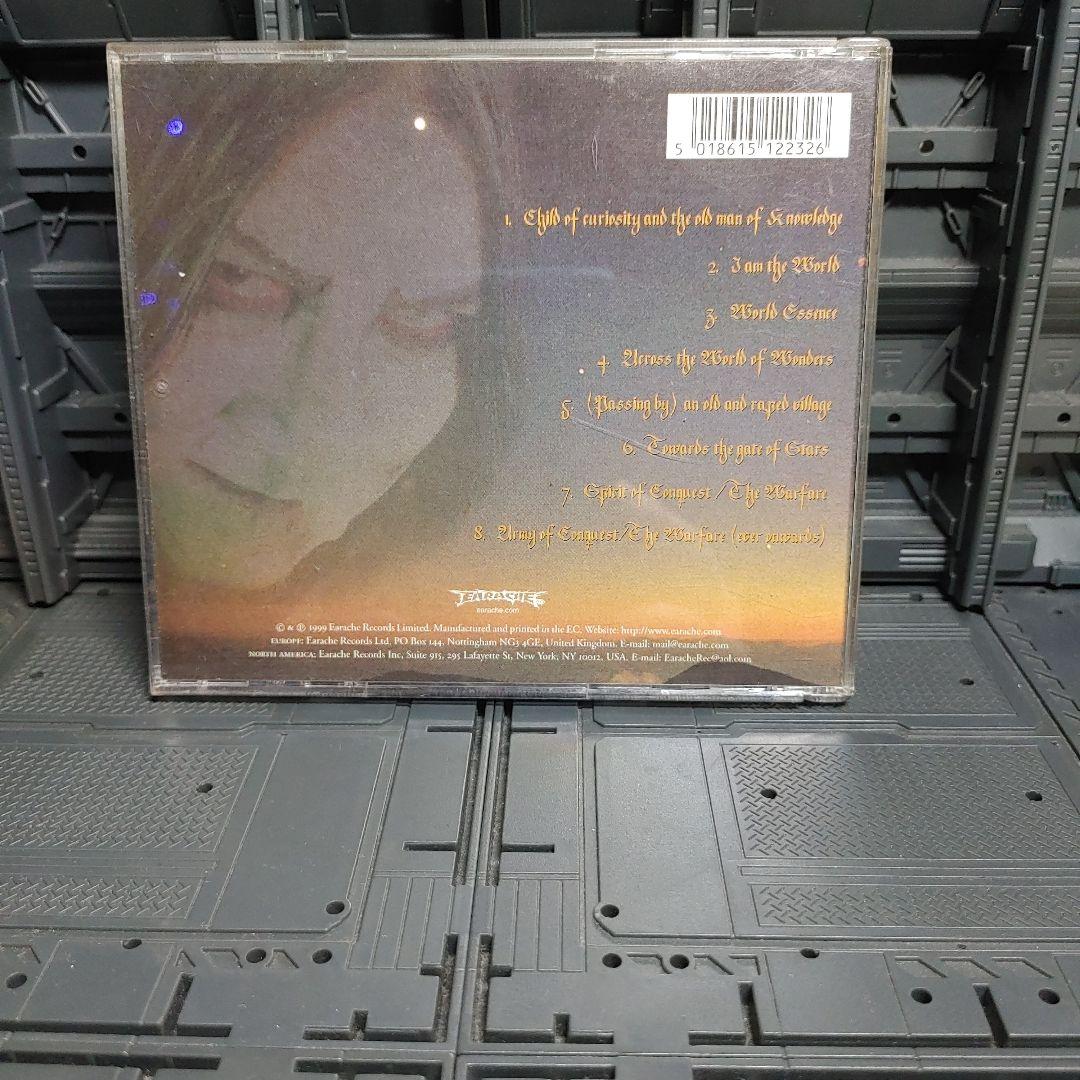 5 018615 122326
1. Child of curiosity and the old man of Knowledge
2. I am the World
3. World Essence
4. Across the World of Wonders
5. (Passing by) an old and razed village
6. Towards the gate of Stars
7. Spirit of Conquest / The Warfare
8. Army of Conquest/The Warfare (ever onwards)
EARACHE
earache.com
© & ℗ 1999 Earache Records Limited. Manufactured and printed in the EC. Website: http://www.earache.com
EUROPE: Earache Records Ltd, PO Box 144, Nottingham NG3 4GE, United Kingdom. E-mail: mail@earache.com
NORTH AMERICA: Earache Records Inc, Suite 915, 295 Lafayette St, New York, NY 10012, USA. E-mail: EaracheRec@aol.com